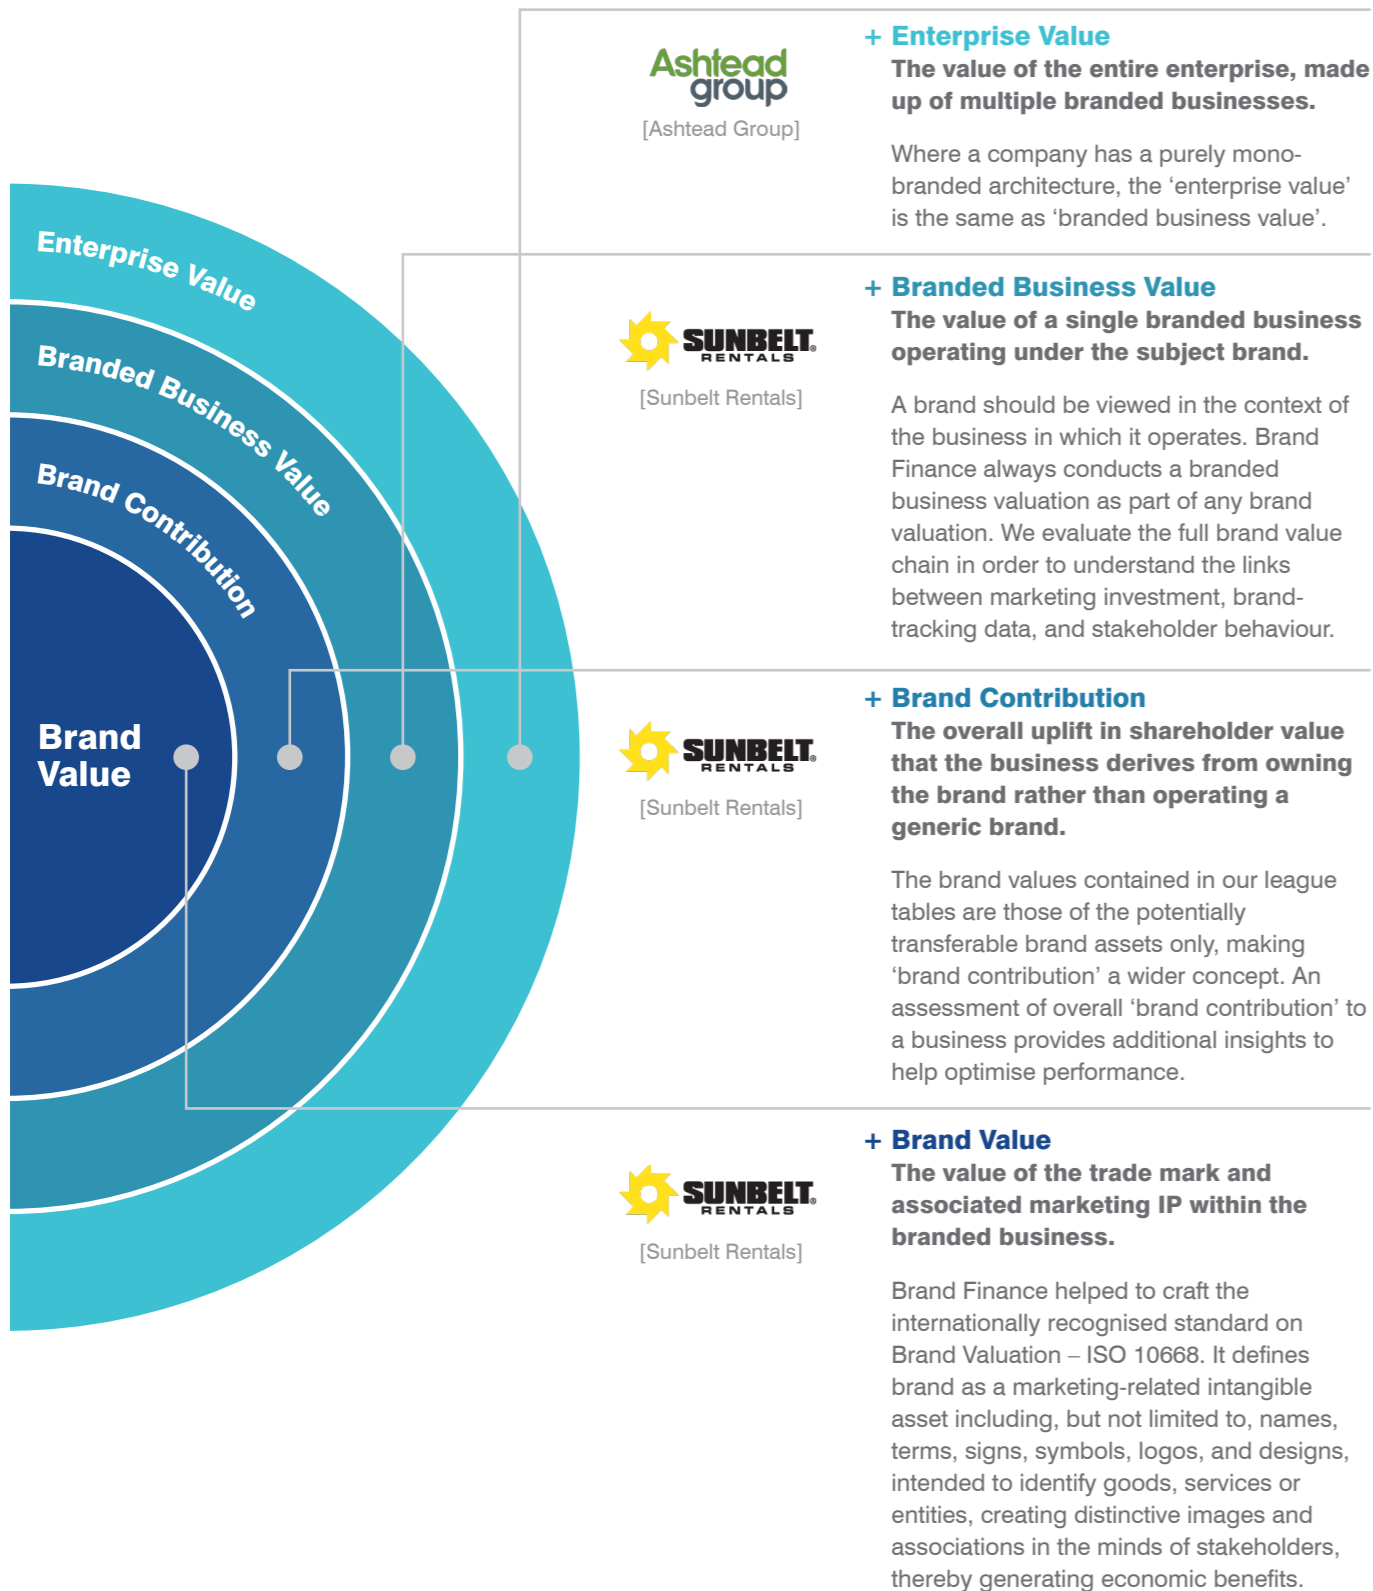 Enterprise Value
Branded Business Value
Brand Contribution
Brand
Value
Ashtead
group
[Ashtead Group]
+ Enterprise Value
The value of the entire enterprise, made
up of multiple branded businesses.
Where a company has a purely mono-
branded architecture, the ‘enterprise value’
is the same as ‘branded business value’.
SUNBELT®
RENTALS
[Sunbelt Rentals]
+ Branded Business Value
The value of a single branded business
operating under the subject brand.
A brand should be viewed in the context of
the business in which it operates. Brand
Finance always conducts a branded
business valuation as part of any brand
valuation. We evaluate the full brand value
chain in order to understand the links
between marketing investment, brand-
tracking data, and stakeholder behaviour.
SUNBELT®
RENTALS
[Sunbelt Rentals]
+ Brand Contribution
The overall uplift in shareholder value
that the business derives from owning
the brand rather than operating a
generic brand.
The brand values contained in our league
tables are those of the potentially
transferable brand assets only, making
‘brand contribution’ a wider concept. An
assessment of overall ‘brand contribution’ to
a business provides additional insights to
help optimise performance.
SUNBELT®
RENTALS
[Sunbelt Rentals]
+ Brand Value
The value of the trade mark and
associated marketing IP within the
branded business.
Brand Finance helped to craft the
internationally recognised standard on
Brand Valuation – ISO 10668. It defines
brand as a marketing-related intangible
asset including, but not limited to, names,
terms, signs, symbols, logos, and designs,
intended to identify goods, services or
entities, creating distinctive images and
associations in the minds of stakeholders,
thereby generating economic benefits.